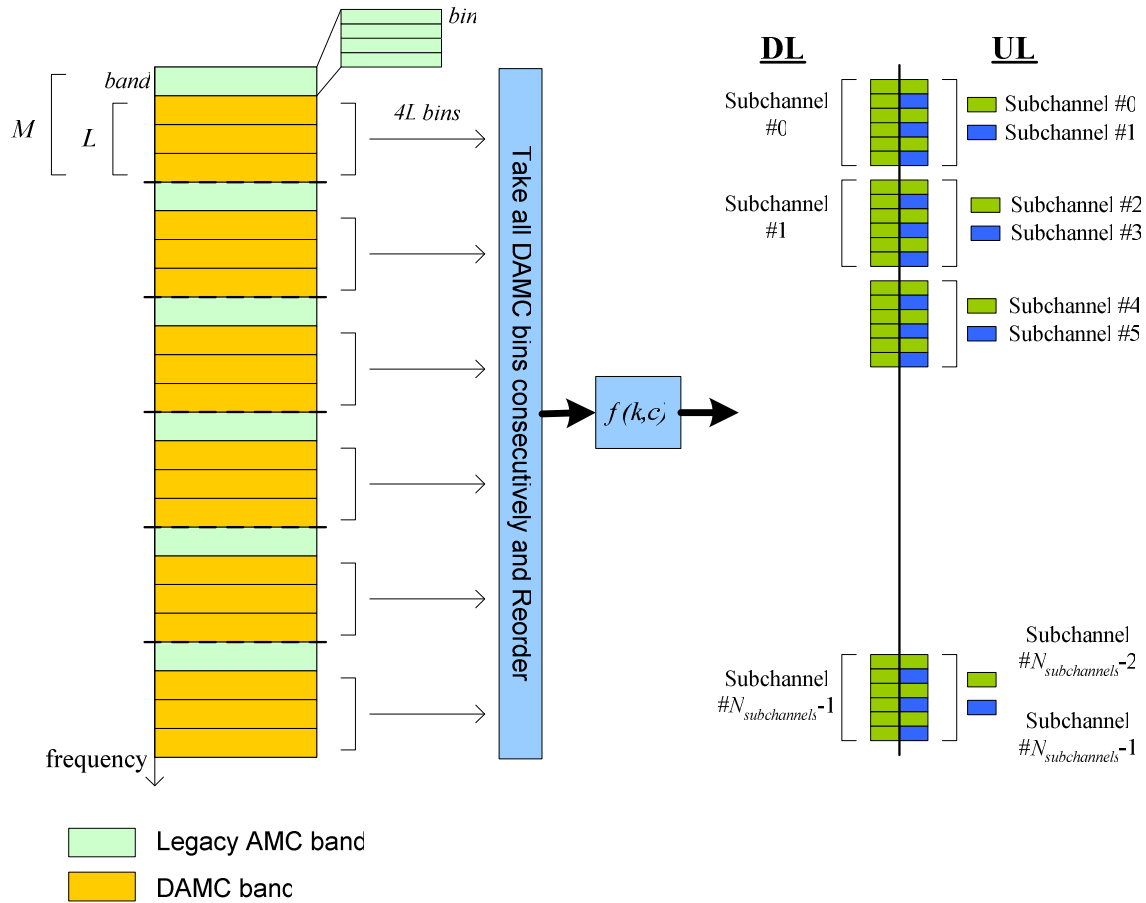 bin
band
M
L
4L bins
Take all DAMC bins consecutively and Reorder
f(k,c)
frequency
Legacy AMC band
DAMC band
DL
UL
Subchannel
#0
Subchannel #0
Subchannel #1
Subchannel
#1
Subchannel #2
Subchannel #3
Subchannel #4
Subchannel #5
Subchannel
#Nsubchannels-1
Subchannel
#Nsubchannels-2
Subchannel
#Nsubchannels-1